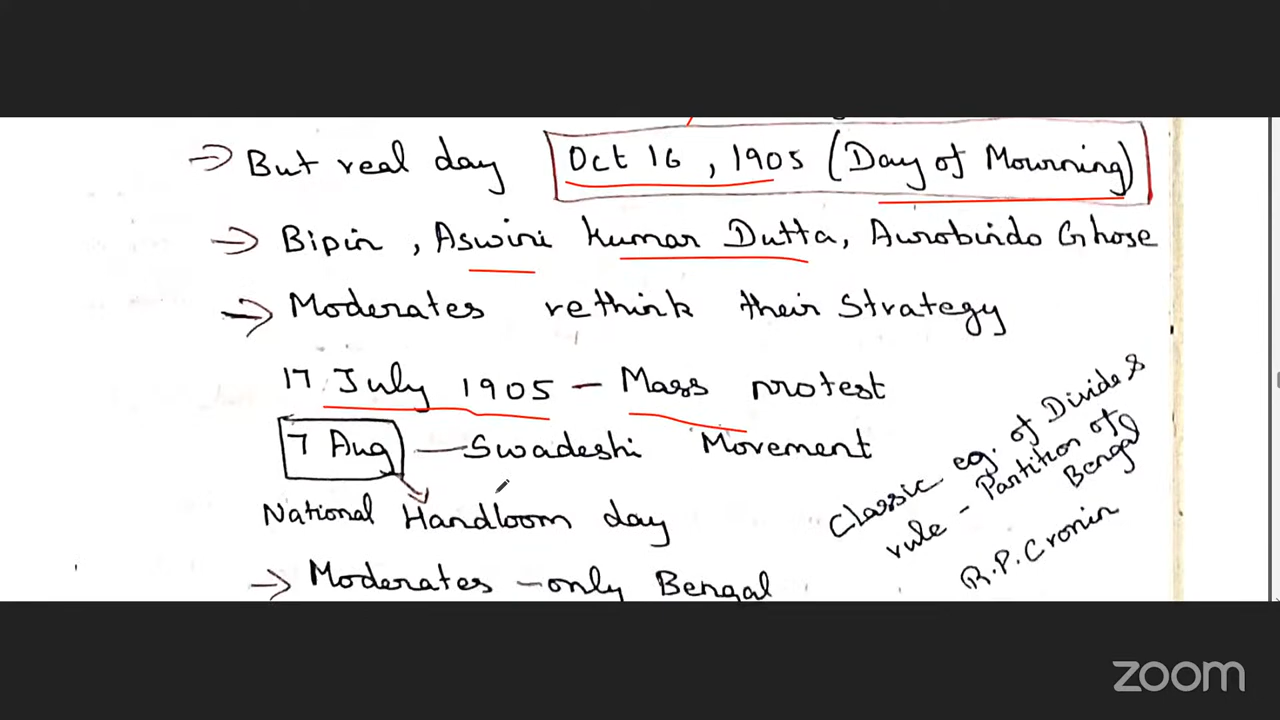 → But real day Oct 16, 1905 (Day of Mourning)
→ Bipin, Aswini Kumar Dutta, Aurobindo Ghose
→ Moderates rethink their Strategy
17 July 1905 - Mass protest
7 Aug - Swadeshi Movement
National Handloom day
→ Moderates - only Bengal
Classic eg. of Divide &
rule - Partition of
Bengal
R.P. Cronin
zoom